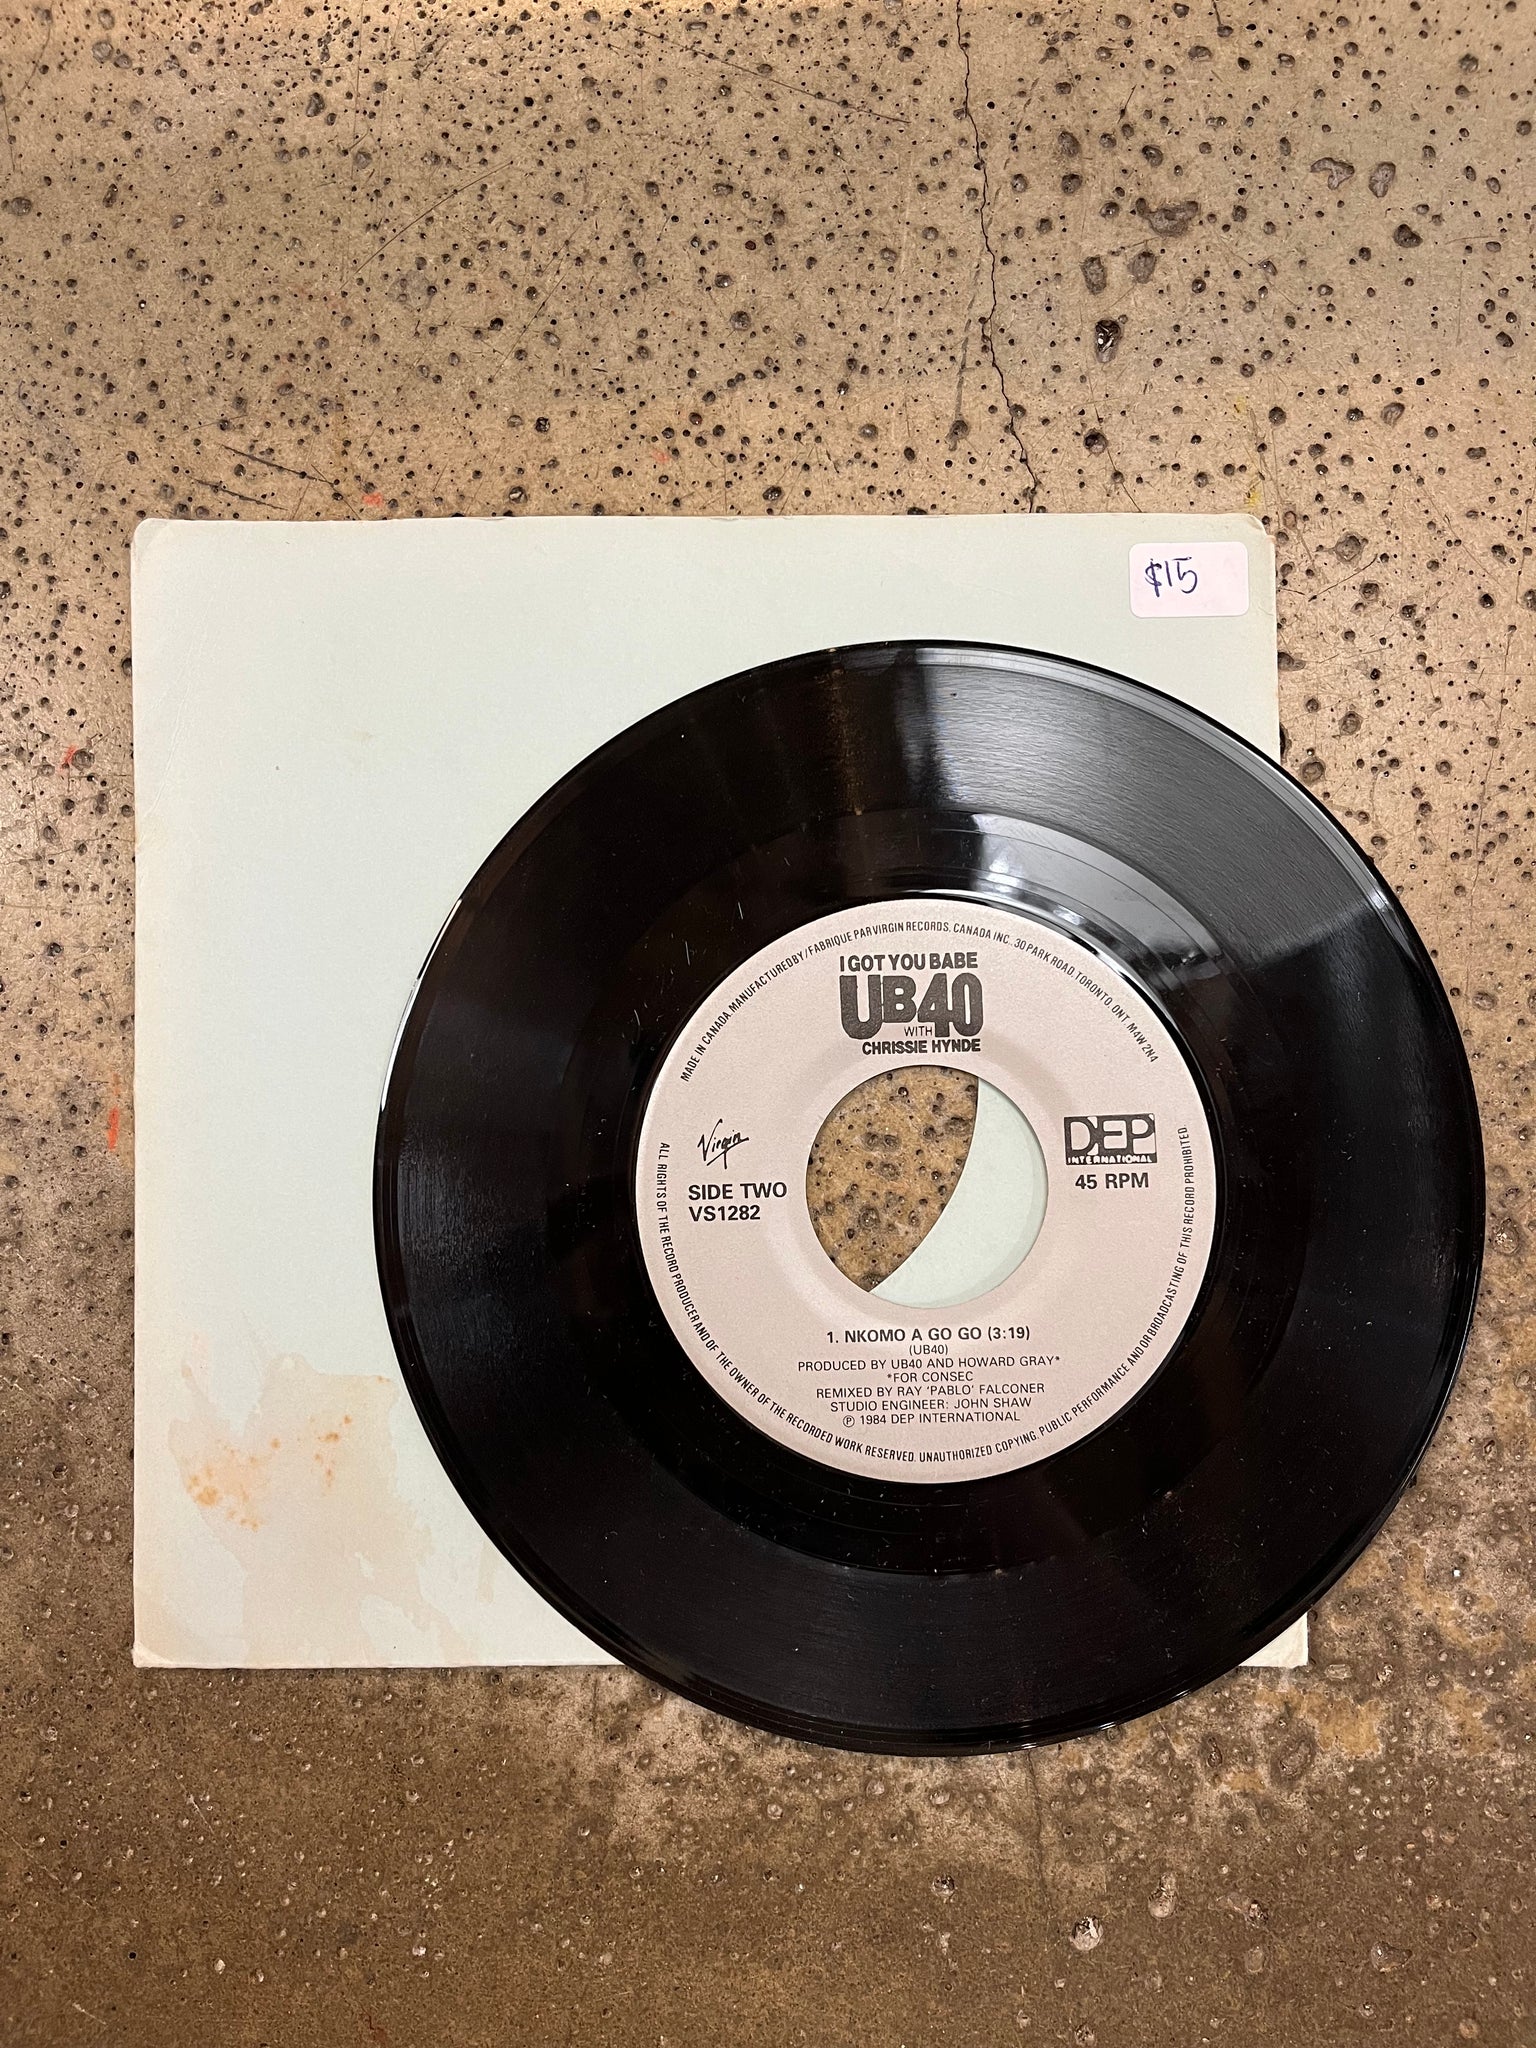 $15
MADE IN CANADA. MANUFACTURED BY / FABRIQUE PAR VIRGIN RECORDS, CANADA INC., 30 PARK ROAD, TORONTO, ONT. M4W 2N4
I GOT YOU BABE
UB40
WITH
CHRISSIE HYNDE
Virgin
DEP
INTERNATIONAL
SIDE TWO
VS1282
45 RPM
1. NKOMO A GO GO (3:19)
(UB40)
PRODUCED BY UB40 AND HOWARD GRAY*
*FOR CONSEC
REMIXED BY RAY 'PABLO' FALCONER
STUDIO ENGINEER: JOHN SHAW
Ⓟ 1984 DEP INTERNATIONAL
ALL RIGHTS OF THE RECORD PRODUCER AND OF THE OWNER OF THE RECORDED WORK RESERVED. UNAUTHORIZED COPYING, PUBLIC PERFORMANCE AND/OR BROADCASTING OF THIS RECORD PROHIBITED.